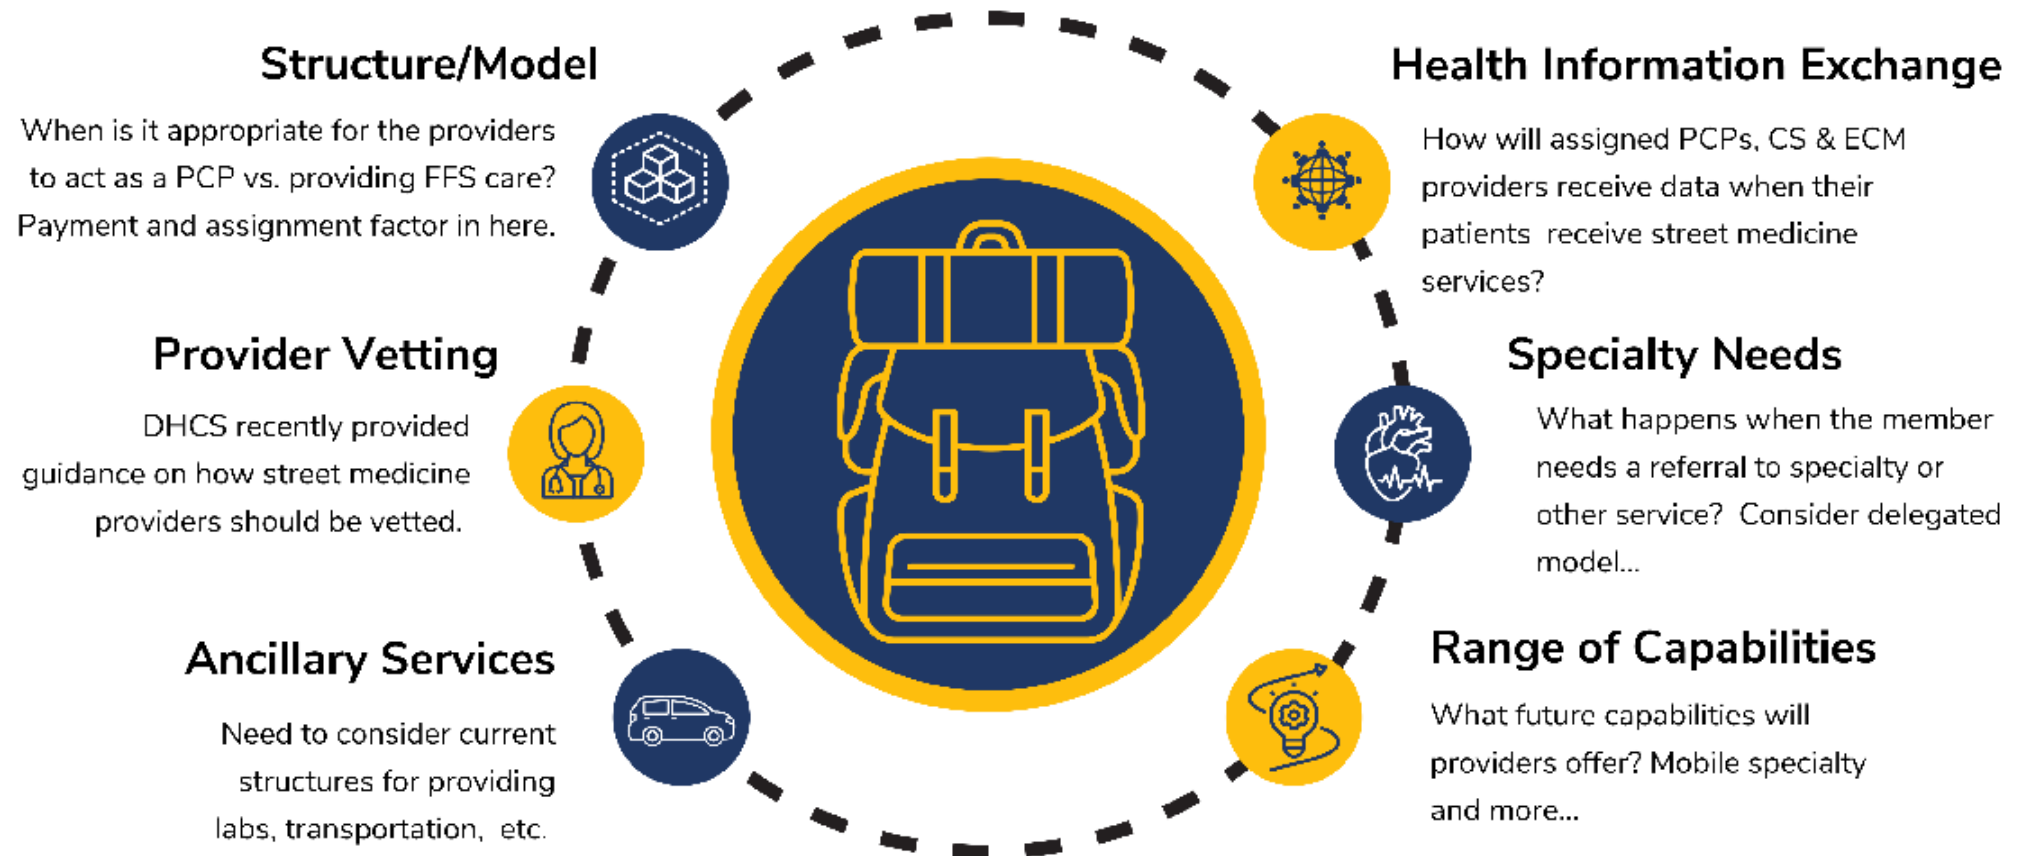 Structure/Model
When is it appropriate for the providers
to act as a PCP vs. providing FFS care?
Payment and assignment factor in here.
Provider Vetting
DHCS recently provided
guidance on how street medicine
providers should be vetted.
Ancillary Services
Need to consider current
structures for providing
labs, transportation, etc.
Health Information Exchange
How will assigned PCPs, CS & ECM
providers receive data when their
patients receive street medicine
services?
Specialty Needs
What happens when the member
needs a referral to specialty or
other service? Consider delegated
model...
Range of Capabilities
What future capabilities will
providers offer? Mobile specialty
and more...